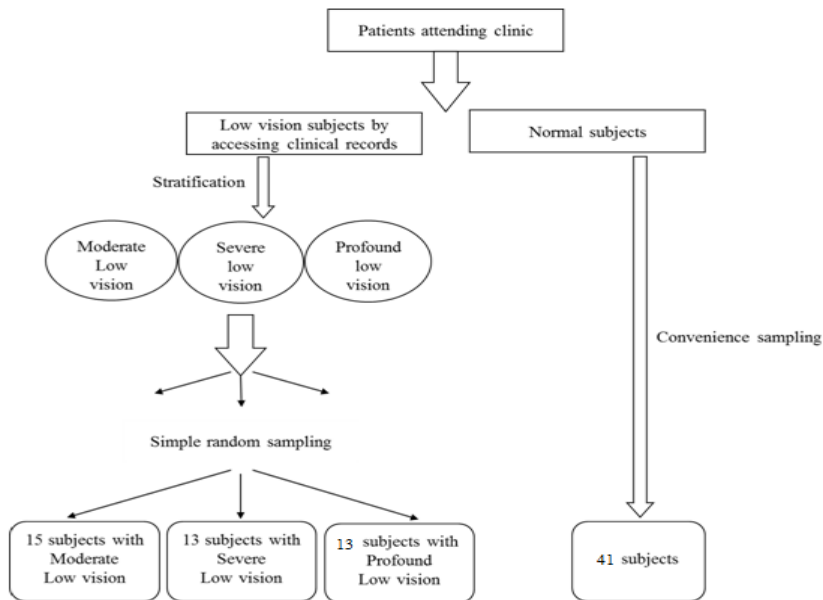 Patients attending clinic
Low vision subjects by
accessing clinical records
Normal subjects
Stratification
Moderate
Low
vision
Severe
low
vision
Profound
low
vision
Convenience sampling
Simple random sampling
15 subjects with
Moderate
Low vision
13 subjects with
Severe
Low vision
13 subjects with
Profound
Low vision
41 subjects